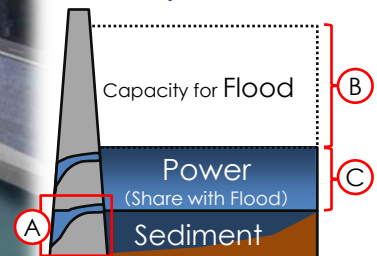 Capacity for Flood
B
Power
(Share with Flood)
C
A
Sediment